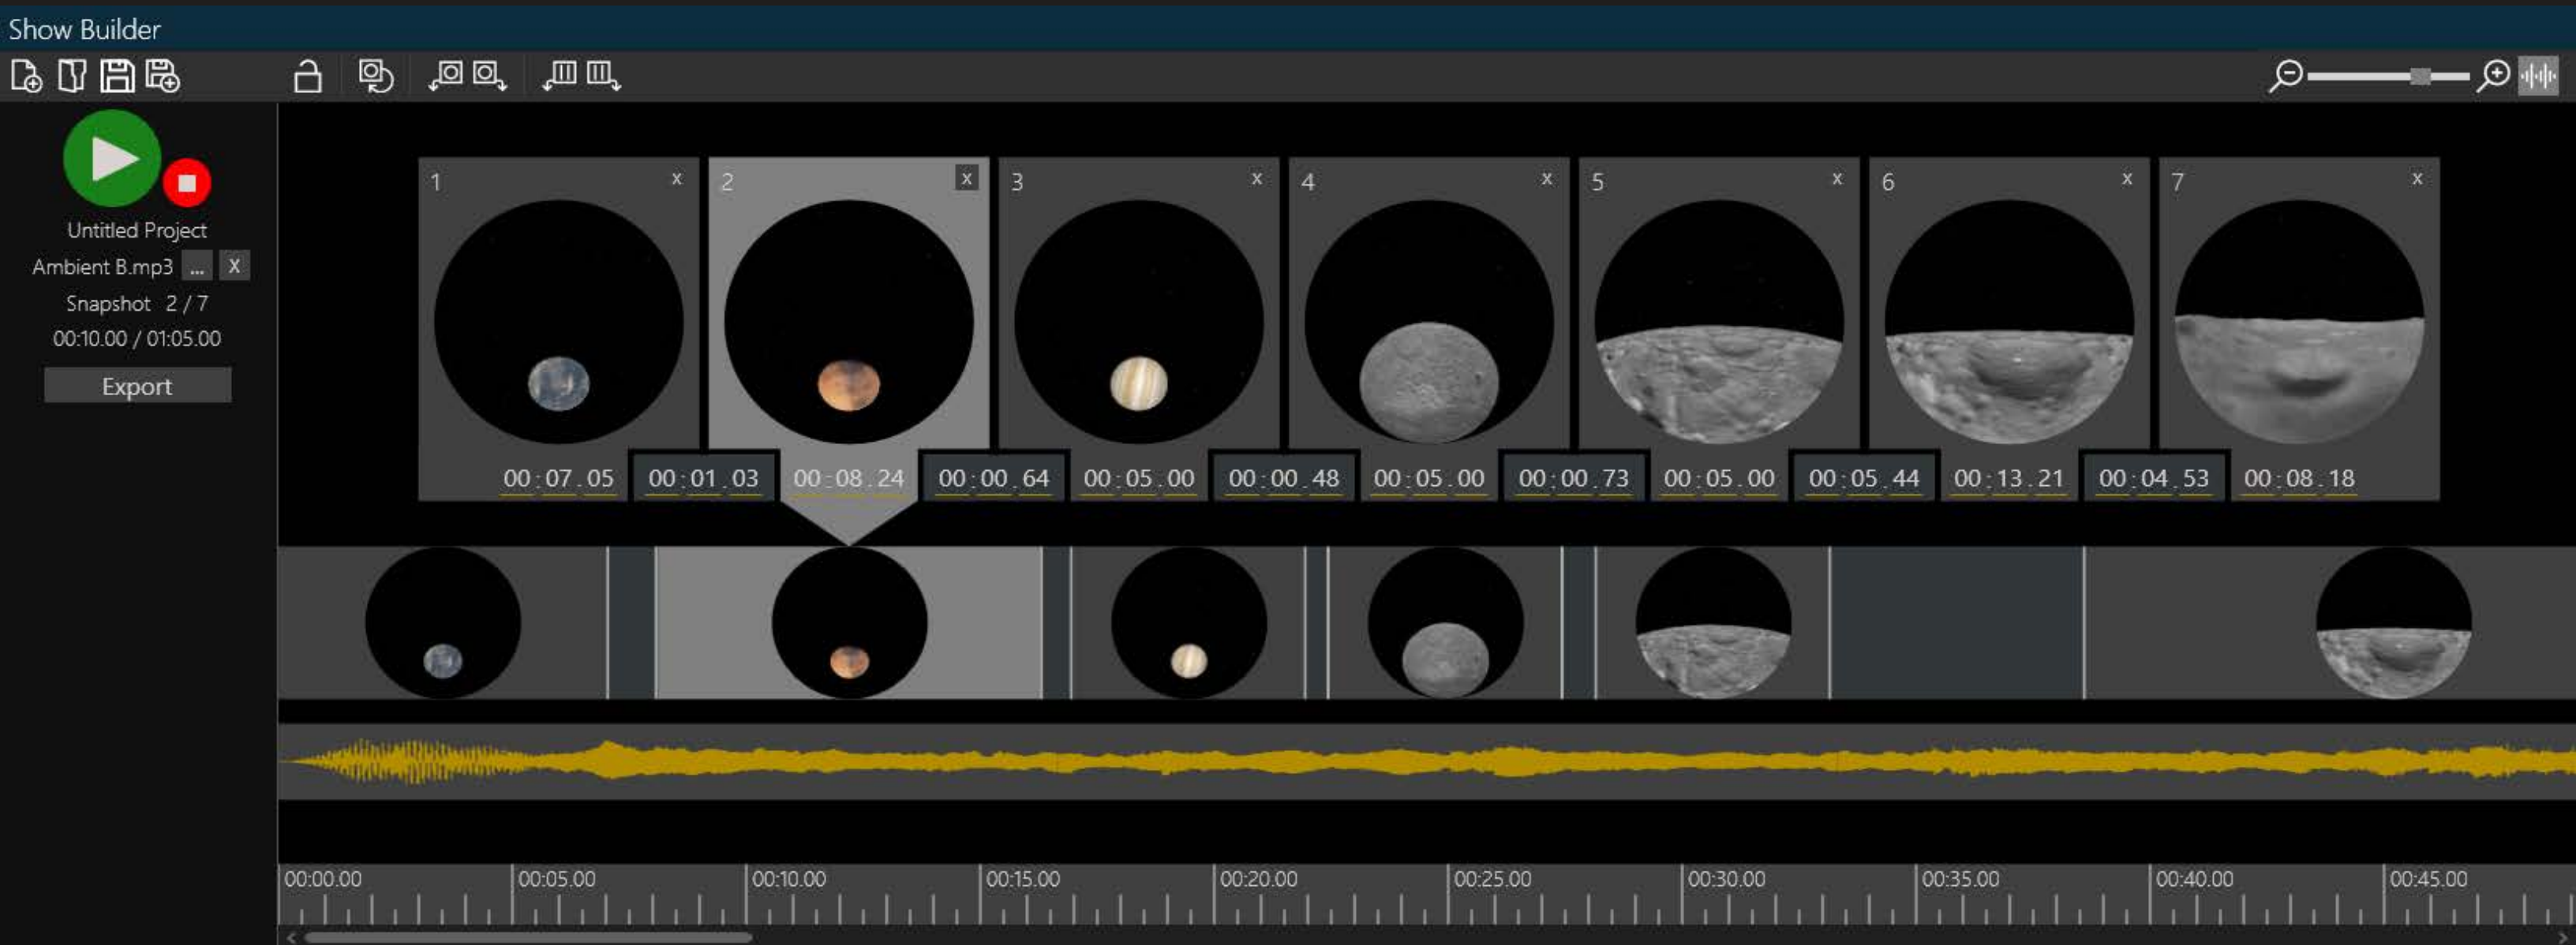 Show Builder
Untitled Project
Ambient B.mp3 ... X
Snapshot 2 / 7
00:10.00 / 01:05.00
Export
1 x 2 x 3 x 4 x 5 x 6 x 7 x
00:07.05 00:01.03 00:08.24 00:00.64 00:05.00 00:00.48 00:05.00 00:00.73 00:05.00 00:05.44 00:13.21 00:04.53 00:08.18
00:00.00 00:05.00 00:10.00 00:15.00 00:20.00 00:25.00 00:30.00 00:35.00 00:40.00 00:45.00